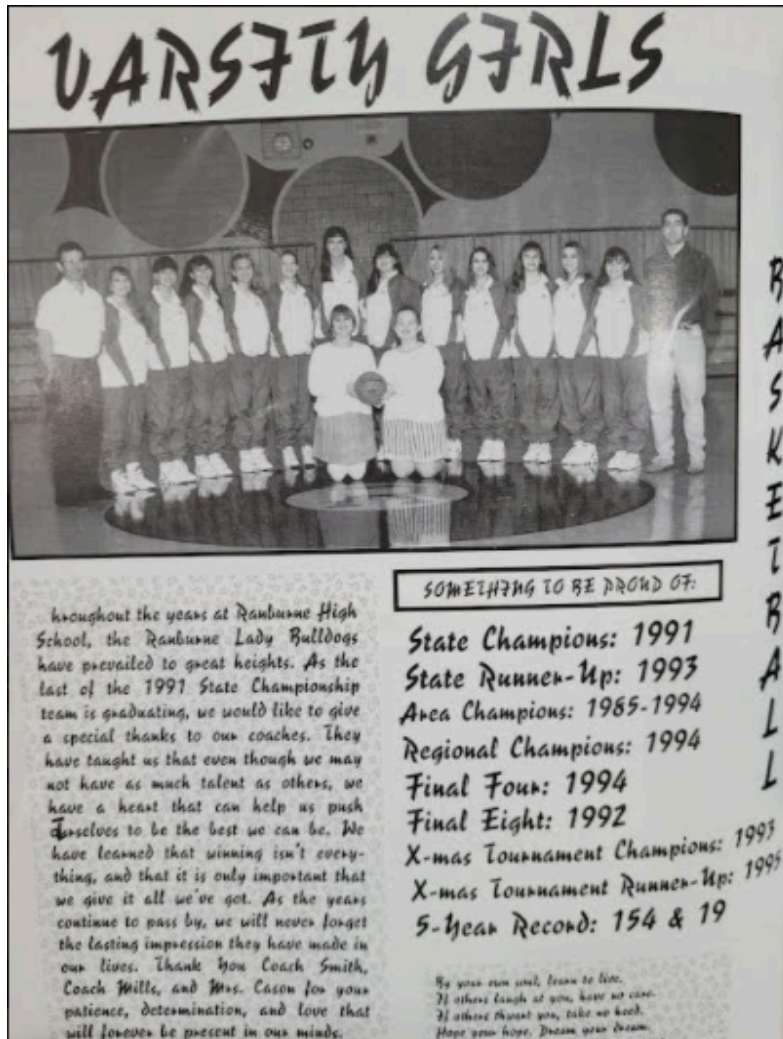 VARSITY GIRLS
BASKETBALL
hroughout the years at Ranburne High
School, the Ranburne Lady Bulldogs
have prevailed to great heights. As the
last of the 1991 State Championship
team is graduating, we would like to give
a special thanks to our coaches. They
have taught us that even though we may
not have as much talent as others, we
have a heart that can help us push
ourselves to be the best we can be. We
have learned that winning isn't every-
thing, and that it is only important that
we give it all we've got. As the years
continue to pass by, we will never forget
the lasting impression they have made in
our lives. Thank You Coach Smith,
Coach Mills, and Mrs. Cason for your
patience, determination, and love that
will forever be present in our minds.
SOMETHING TO BE PROUD OF:
State Champions: 1991
State Runner-Up: 1993
Area Champions: 1985-1994
Regional Champions: 1994
Final Four: 1994
Final Eight: 1992
X-mas Tournament Champions: 1993
X-mas Tournament Runner-Up: 1995
5-Year Record: 154 & 19
By your own soul, learn to live.
If others laugh at you, have no care.
If others thwart you, take no heed.
Hope your hope. Dream your dream.